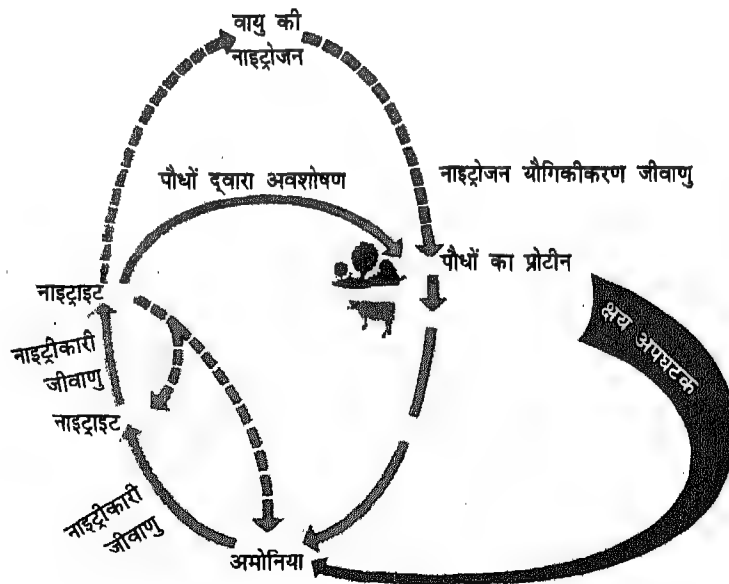 वायु की
नाइट्रोजन
पौधों द्वारा अवशोषण
नाइट्रोजन यौगिकीकरण जीवाणु
पौधों का प्रोटीन
नाइट्राइट
क्षय अपघटक
नाइट्रीकारी
जीवाणु
नाइट्राइट
नाइट्रीकारी
जीवाणु
अमोनिया